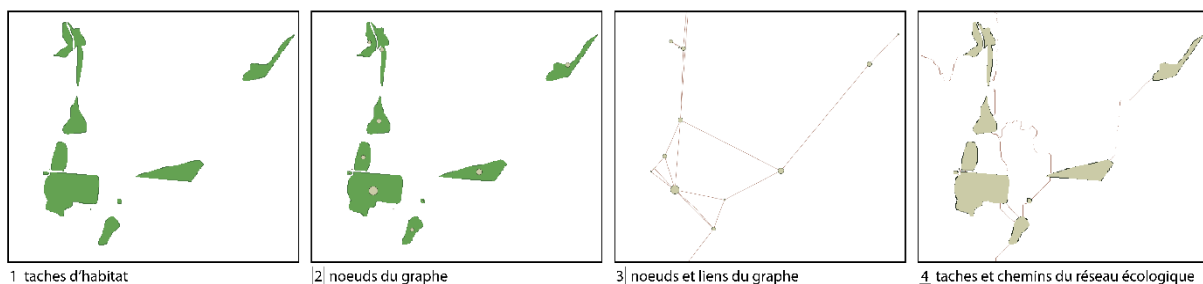 1 taches d'habitat
2 noeuds du graphe
3 noeuds et liens du graphe
4 taches et chemins du réseau écologique